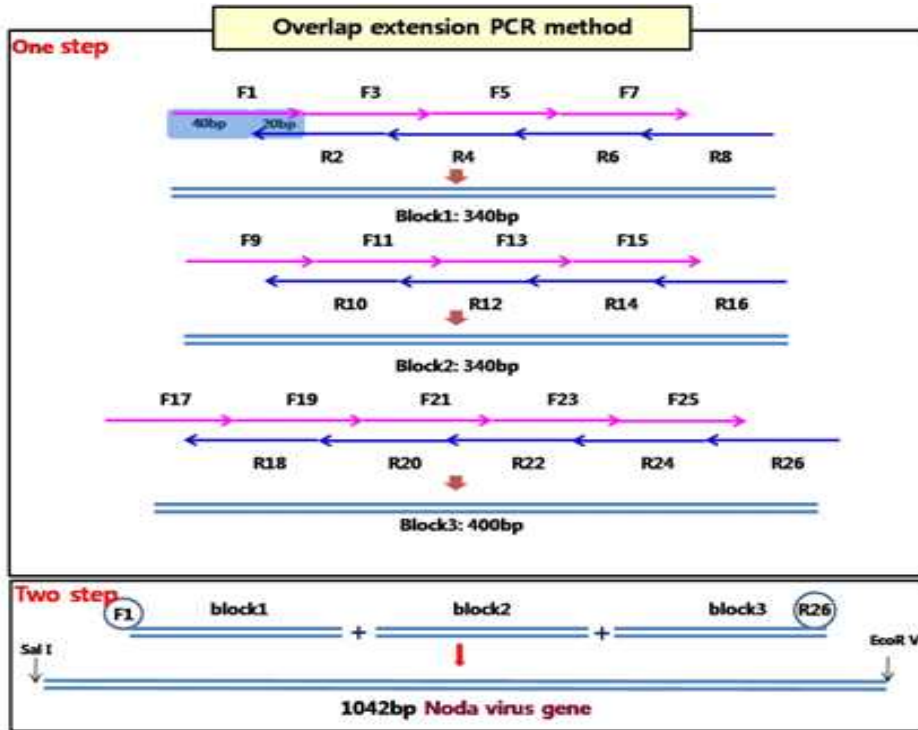 Overlap extension PCR method
One step
F1 F3 F5 F7
40bp 20bp
R2 R4 R6 R8
Block1: 340bp
F9 F11 F13 F15
R10 R12 R14 R16
Block2: 340bp
F17 F19 F21 F23 F25
R18 R20 R22 R24 R26
Block3: 400bp
Two step
F1 block1 + block2 + block3 R26
Sal I EcoR V
1042bp Noda virus gene